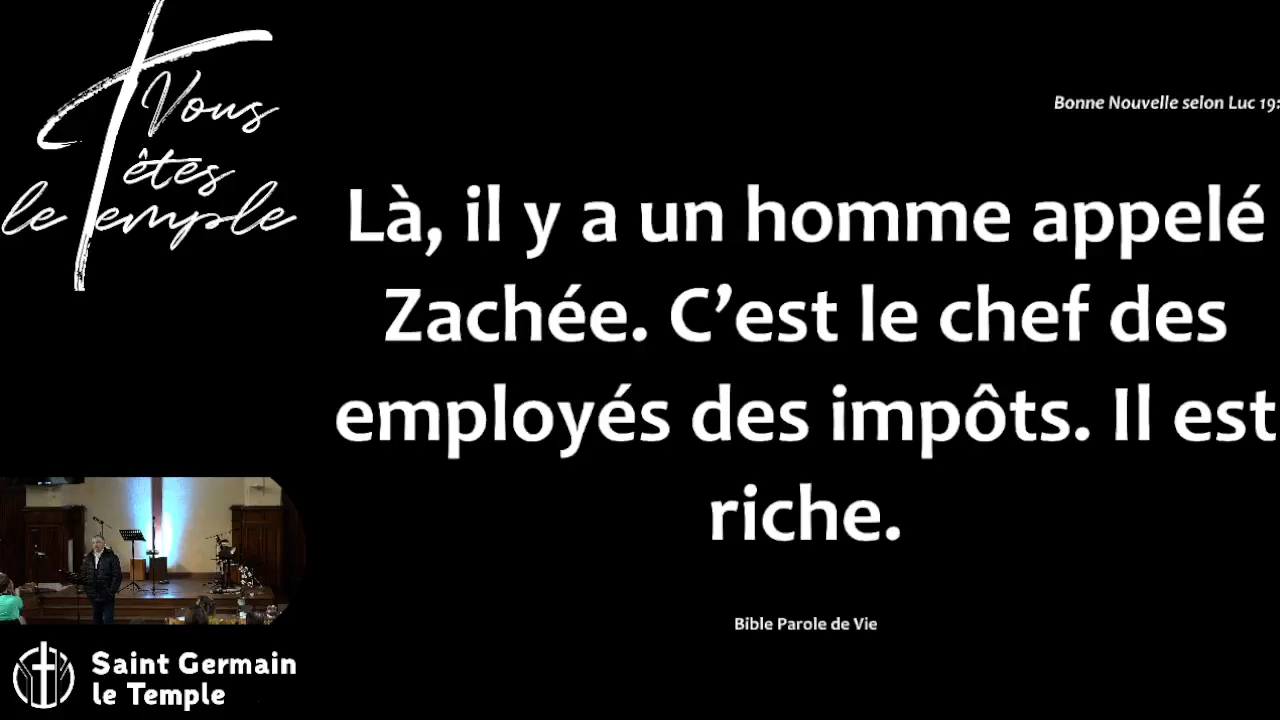 Vous
êtes
le Temple
Bonne Nouvelle selon Luc 19:
Là, il y a un homme appelé
Zachée. C’est le chef des
employés des impôts. Il est
riche.
Bible Parole de Vie
Saint Germain
le Temple